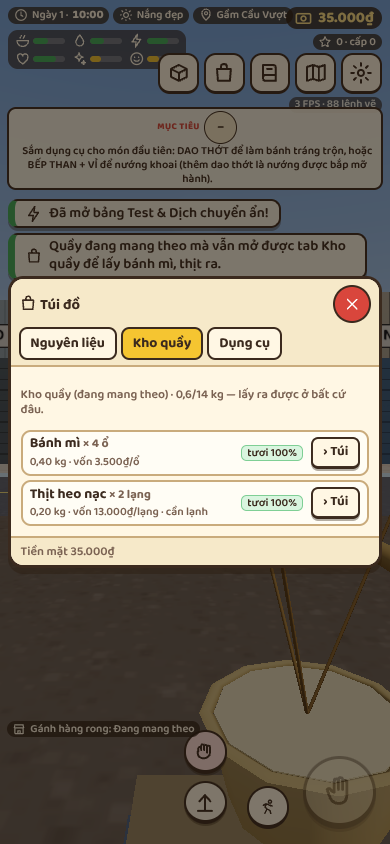 Ngày 1 · 10:00
Nắng đẹp
Gầm Cầu Vượt
35.000₫
0 · cấp 0
3 FPS · 88 lệnh vẽ
MỤC TIÊU
–
Sắm dụng cụ cho món đầu tiên: DAO THỚT để làm bánh tráng trộn, hoặc
BẾP THAN + VỈ để nướng khoai (thêm dao thớt là nướng được bắp mỡ
hành).
Đã mở bảng Test & Dịch chuyển ẩn!
Quầy đang mang theo mà vẫn mở được tab Kho
quầy để lấy bánh mì, thịt ra.
Túi đồ
Nguyên liệu
Kho quầy
Dụng cụ
Kho quầy (đang mang theo) · 0,6/14 kg — lấy ra được ở bất cứ
đâu.
Bánh mì × 4 ổ
0,40 kg · vốn 3.500₫/ổ
tươi 100%
› Túi
Thịt heo nạc × 2 lạng
0,20 kg · vốn 13.000₫/lạng · cần lạnh
tươi 100%
› Túi
Tiền mặt 35.000₫
Gánh hàng rong: Đang mang theo